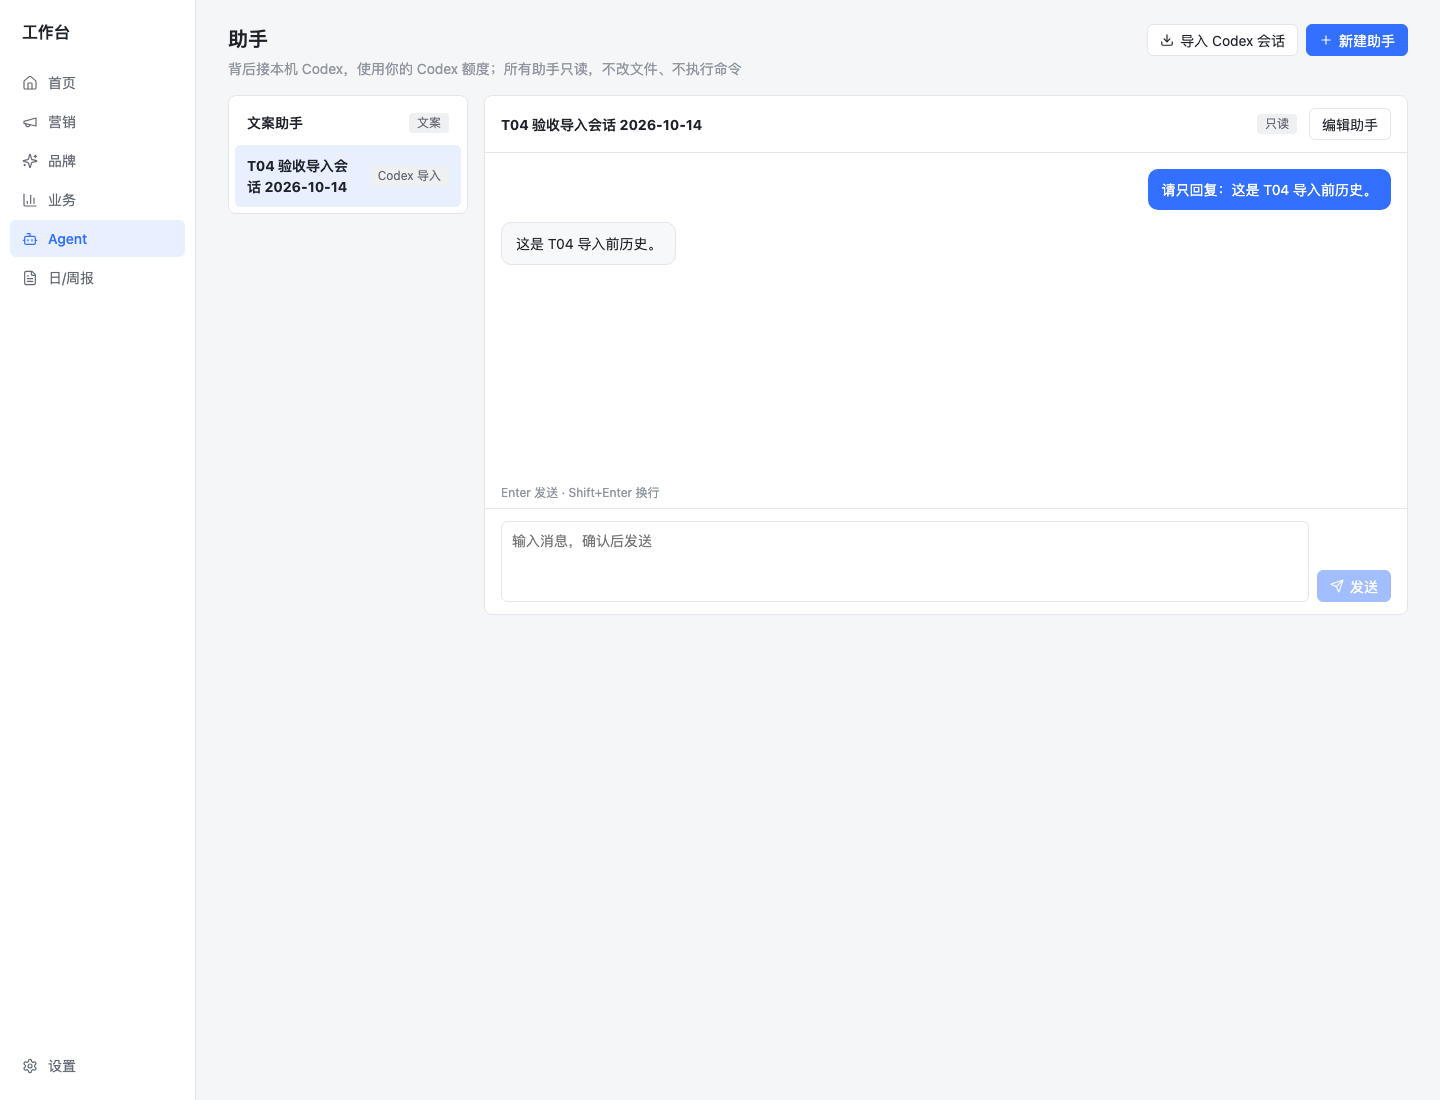 工作台
首页
营销
品牌
业务
Agent
日/周报
设置
助手
背后接本机 Codex，使用你的 Codex 额度；所有助手只读，不改文件、不执行命令
导入 Codex 会话
新建助手
文案助手
文案
T04 验收导入会
话 2026-10-14
Codex 导入
T04 验收导入会话 2026-10-14
只读
编辑助手
请只回复：这是 T04 导入前历史。
这是 T04 导入前历史。
Enter 发送 · Shift+Enter 换行
输入消息，确认后发送
发送